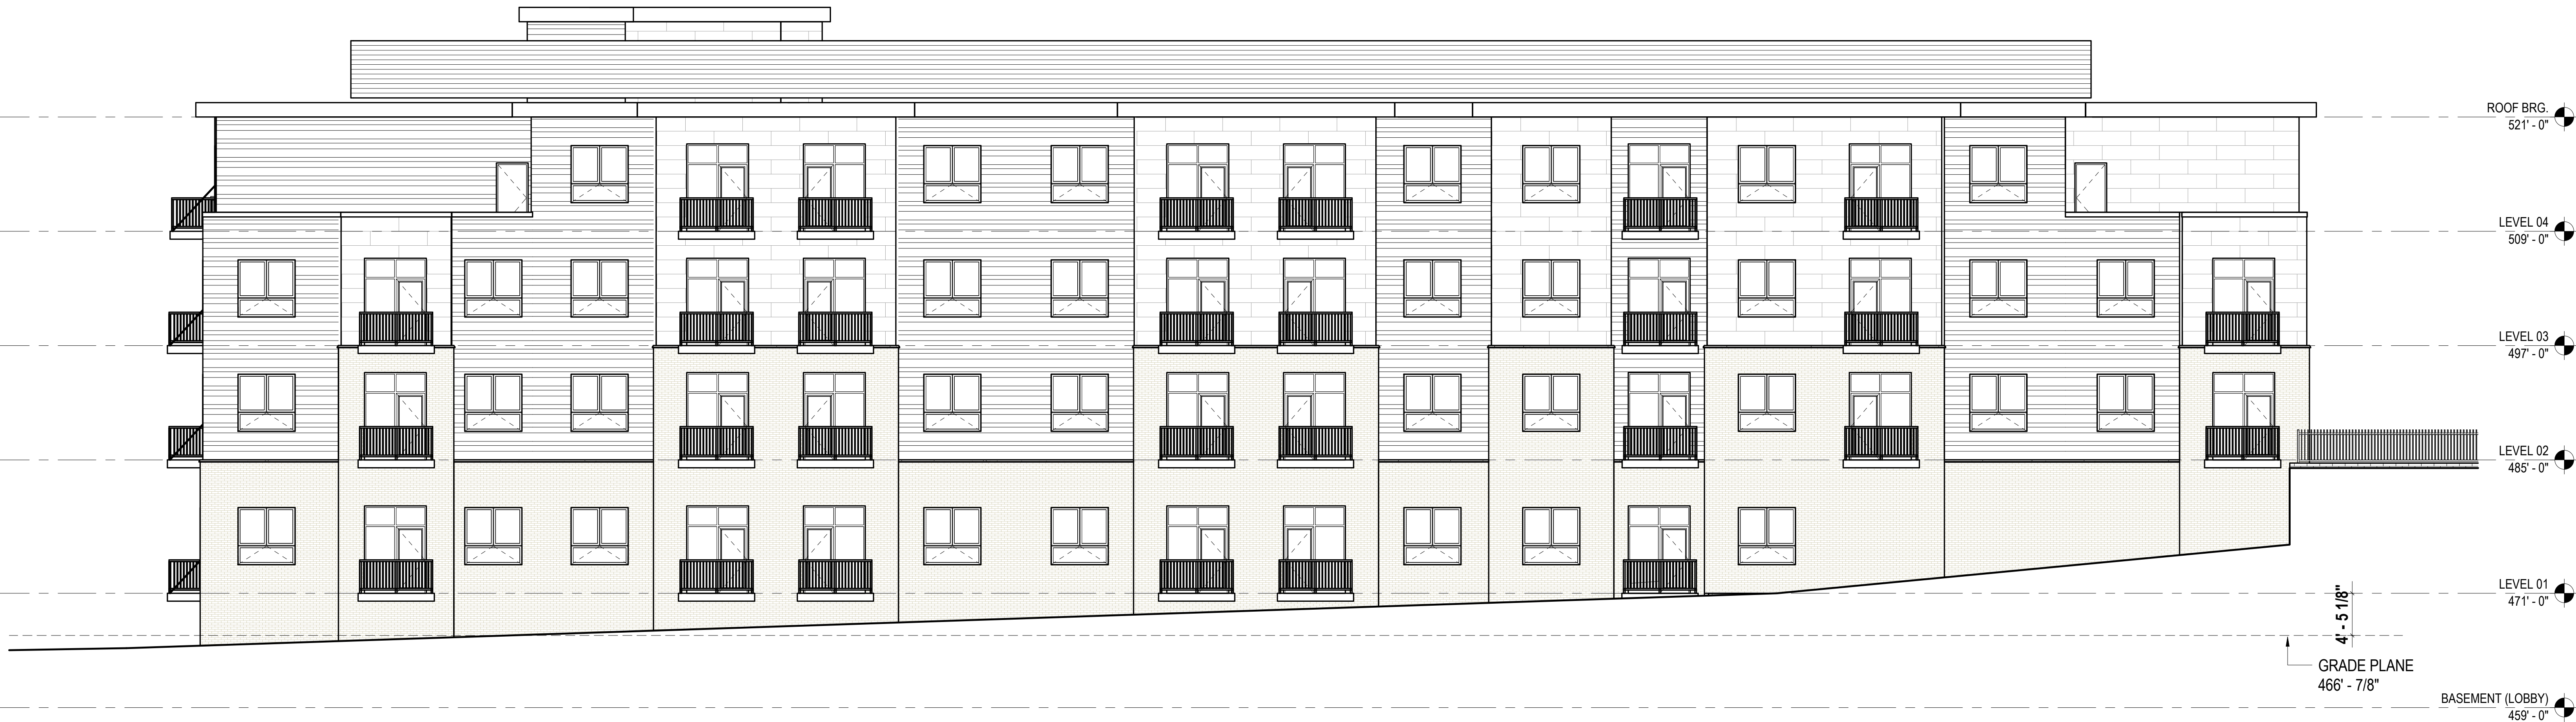 ROOF BRG.
521' - 0"
LEVEL 04
509' - 0"
LEVEL 03
497' - 0"
LEVEL 02
485' - 0"
LEVEL 01
471' - 0"
4' - 5 1/8"
GRADE PLANE
466' - 7/8"
BASEMENT (LOBBY)
459' - 0"